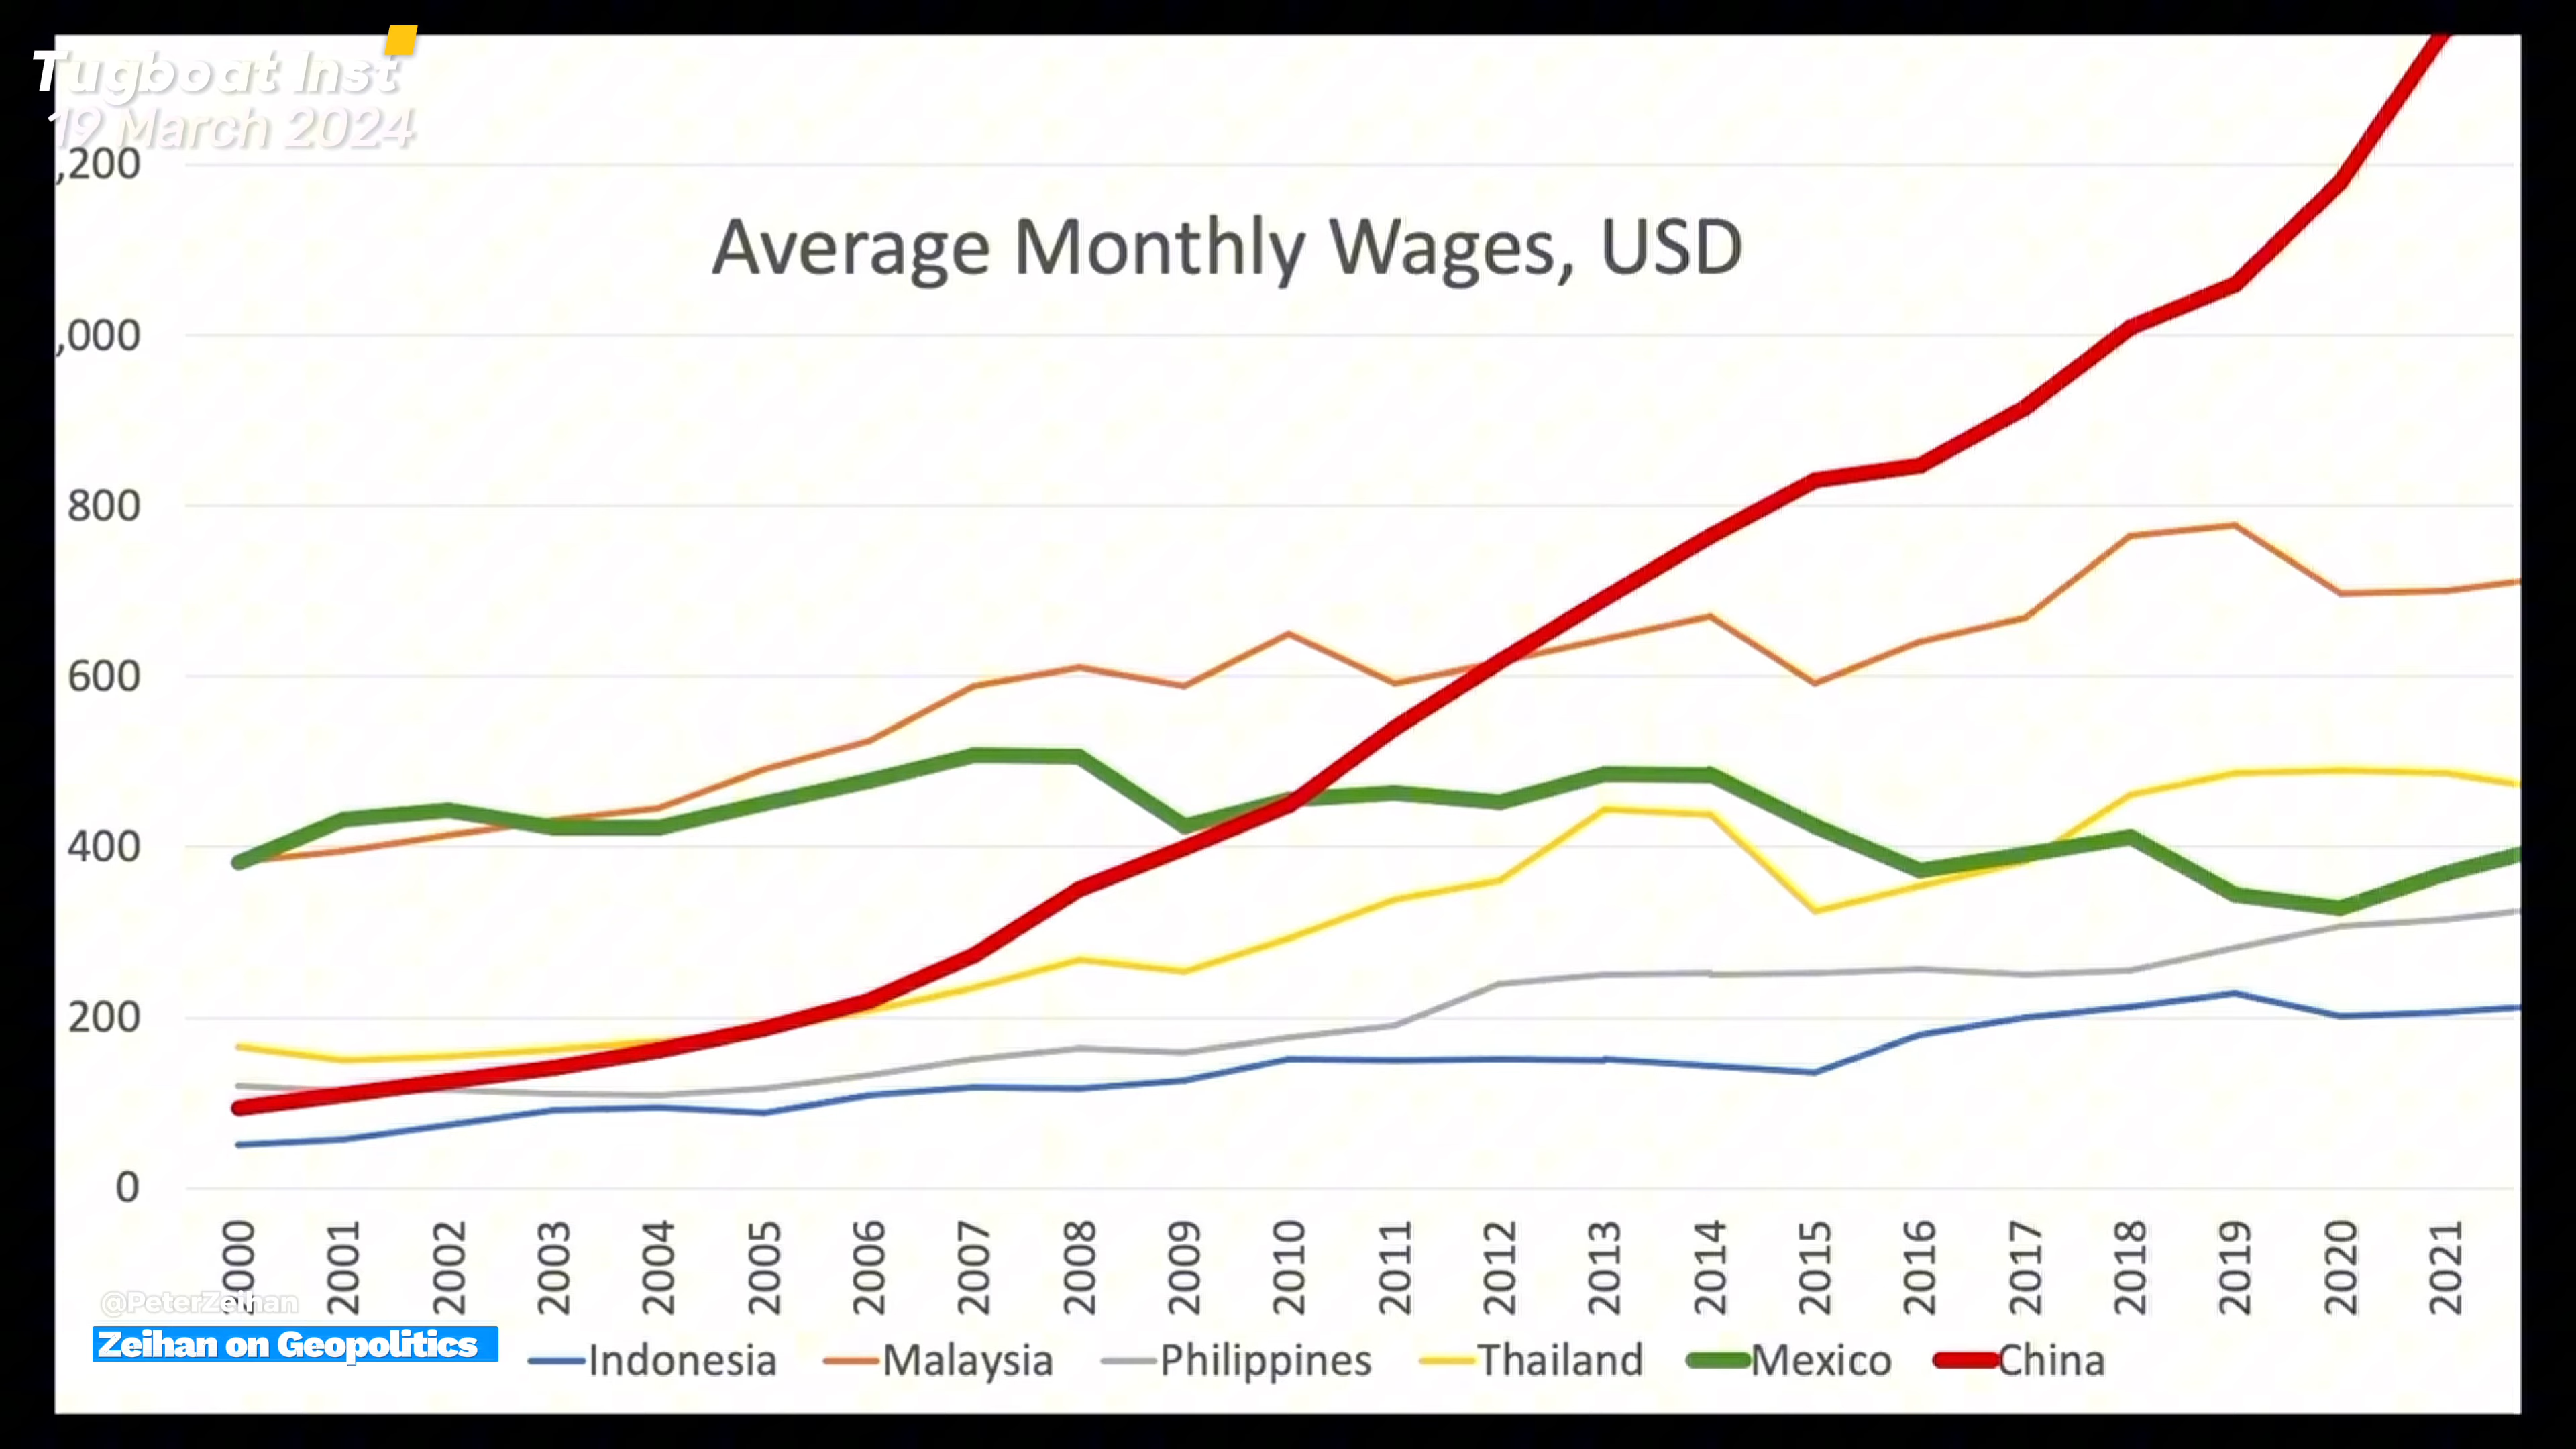 Tugboat Inst
19 March 2024
,200
Average Monthly Wages, USD
,000
800
600
400
200
0
2000 2001 2002 2003 2004 2005 2006 2007 2008 2009 2010 2011 2012 2013 2014 2015 2016 2017 2018 2019 2020 2021
@PeterZeihan
Zeihan on Geopolitics
Indonesia Malaysia Philippines Thailand Mexico China